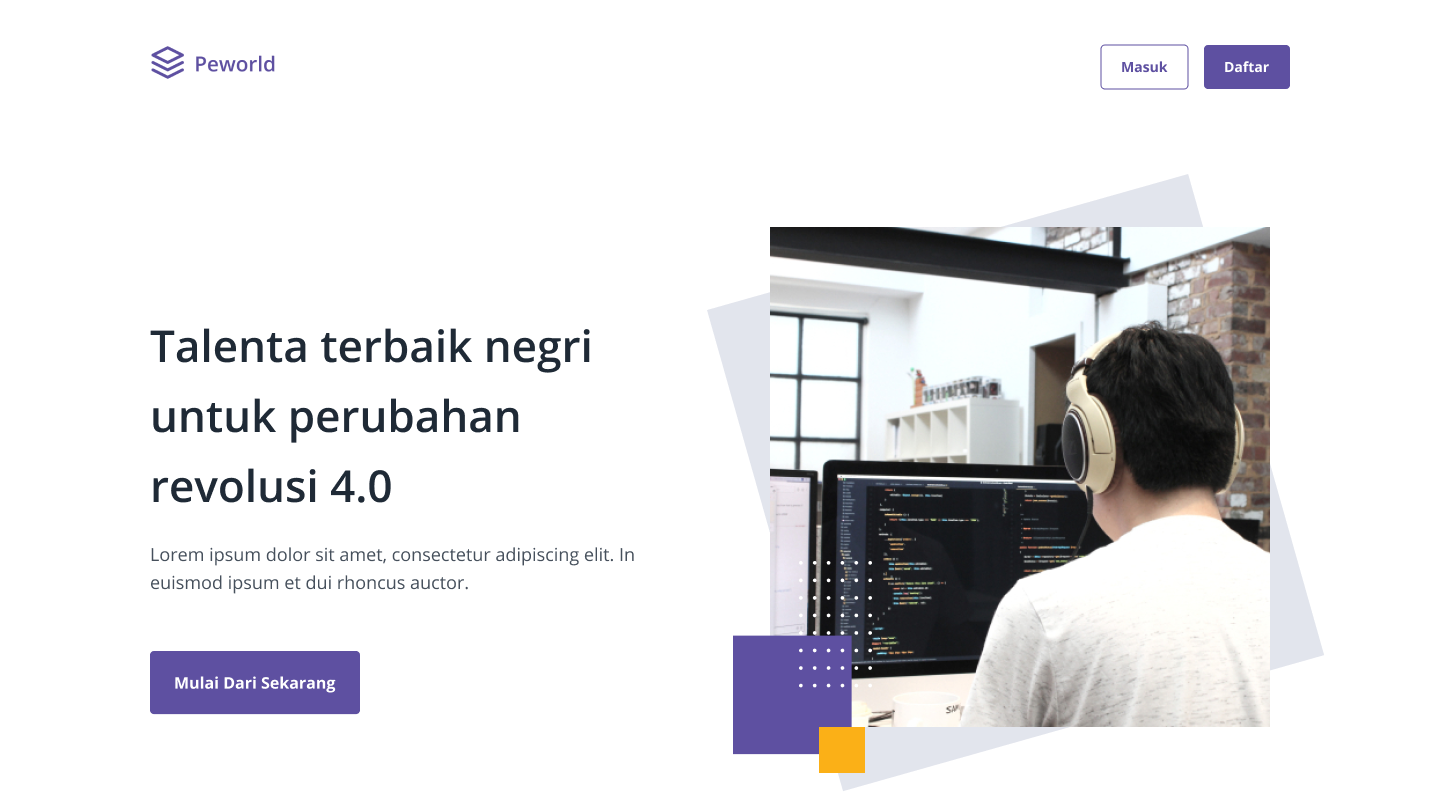 Peworld
Masuk
Daftar
Talenta terbaik negri
untuk perubahan
revolusi 4.0
Lorem ipsum dolor sit amet, consectetur adipiscing elit. In
euismod ipsum et dui rhoncus auctor.
Mulai Dari Sekarang